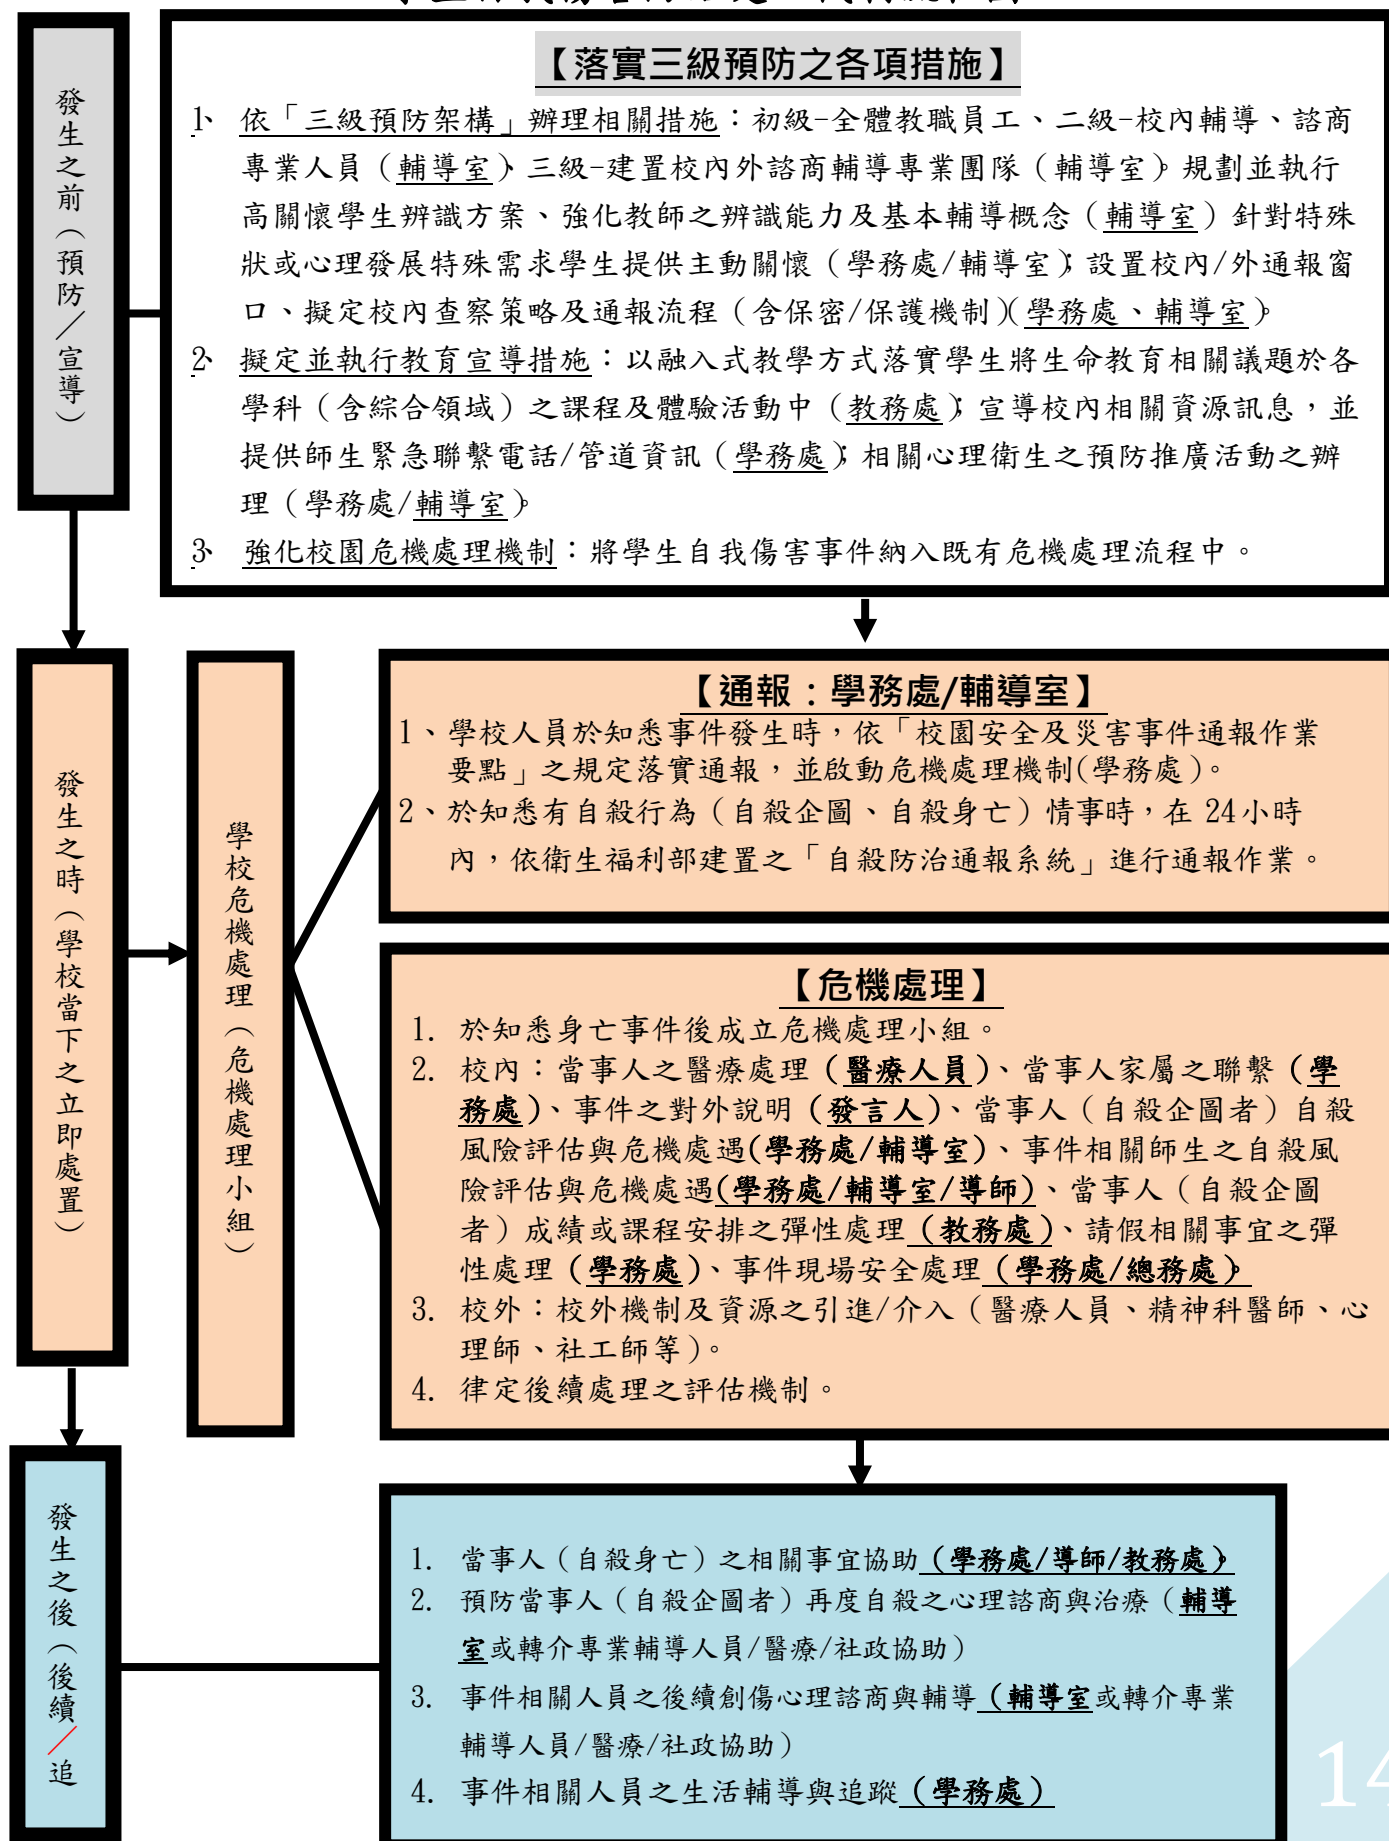 發生之前（預防／宣導）
【落實三級預防之各項措施】
1、 依「三級預防架構」辦理相關措施：初級-全體教職員工、二級-校內輔導、諮商
專業人員（輔導室）、三級-建置校內外諮商輔導專業團隊（輔導室）。規劃並執行
高關懷學生辨識方案、強化教師之辨識能力及基本輔導概念（輔導室）針對特殊
狀或心理發展特殊需求學生提供主動關懷（學務處/輔導室）；設置校內/外通報窗
口、擬定校內查察策略及通報流程（含保密/保護機制）（學務處、輔導室）。
2、 擬定並執行教育宣導措施：以融入式教學方式落實學生將生命教育相關議題於各
學科（含綜合領域）之課程及體驗活動中（教務處）；宣導校內相關資源訊息，並
提供師生緊急聯繫電話/管道資訊（學務處）；相關心理衛生之預防推廣活動之辦
理（學務處/輔導室）。
3、 強化校園危機處理機制：將學生自我傷害事件納入既有危機處理流程中。
發生之時（學校當下之立即處置）
學校危機處理（危機處理小組）
【通報：學務處/輔導室】
1、學校人員於知悉事件發生時，依「校園安全及災害事件通報作業
要點」之規定落實通報，並啟動危機處理機制(學務處)。
2、於知悉有自殺行為（自殺企圖、自殺身亡）情事時，在 24小時
內，依衛生福利部建置之「自殺防治通報系統」進行通報作業。
【危機處理】
1. 於知悉身亡事件後成立危機處理小組。
2. 校內：當事人之醫療處理（醫療人員）、當事人家屬之聯繫（學
務處）、事件之對外說明（發言人）、當事人（自殺企圖者）自殺
風險評估與危機處遇(學務處/輔導室)、事件相關師生之自殺風
險評估與危機處遇(學務處/輔導室/導師)、當事人（自殺企圖
者）成績或課程安排之彈性處理（教務處）、請假相關事宜之彈
性處理（學務處）、事件現場安全處理（學務處/總務處）。
3. 校外：校外機制及資源之引進/介入（醫療人員、精神科醫師、心
理師、社工師等）。
4. 律定後續處理之評估機制。
發生之後（後續／追
1. 當事人（自殺身亡）之相關事宜協助（學務處/導師/教務處）。
2. 預防當事人（自殺企圖者）再度自殺之心理諮商與治療（輔導
室或轉介專業輔導人員/醫療/社政協助）
3. 事件相關人員之後續創傷心理諮商與輔導（輔導室或轉介專業
輔導人員/醫療/社政協助）
4. 事件相關人員之生活輔導與追蹤（學務處）
14